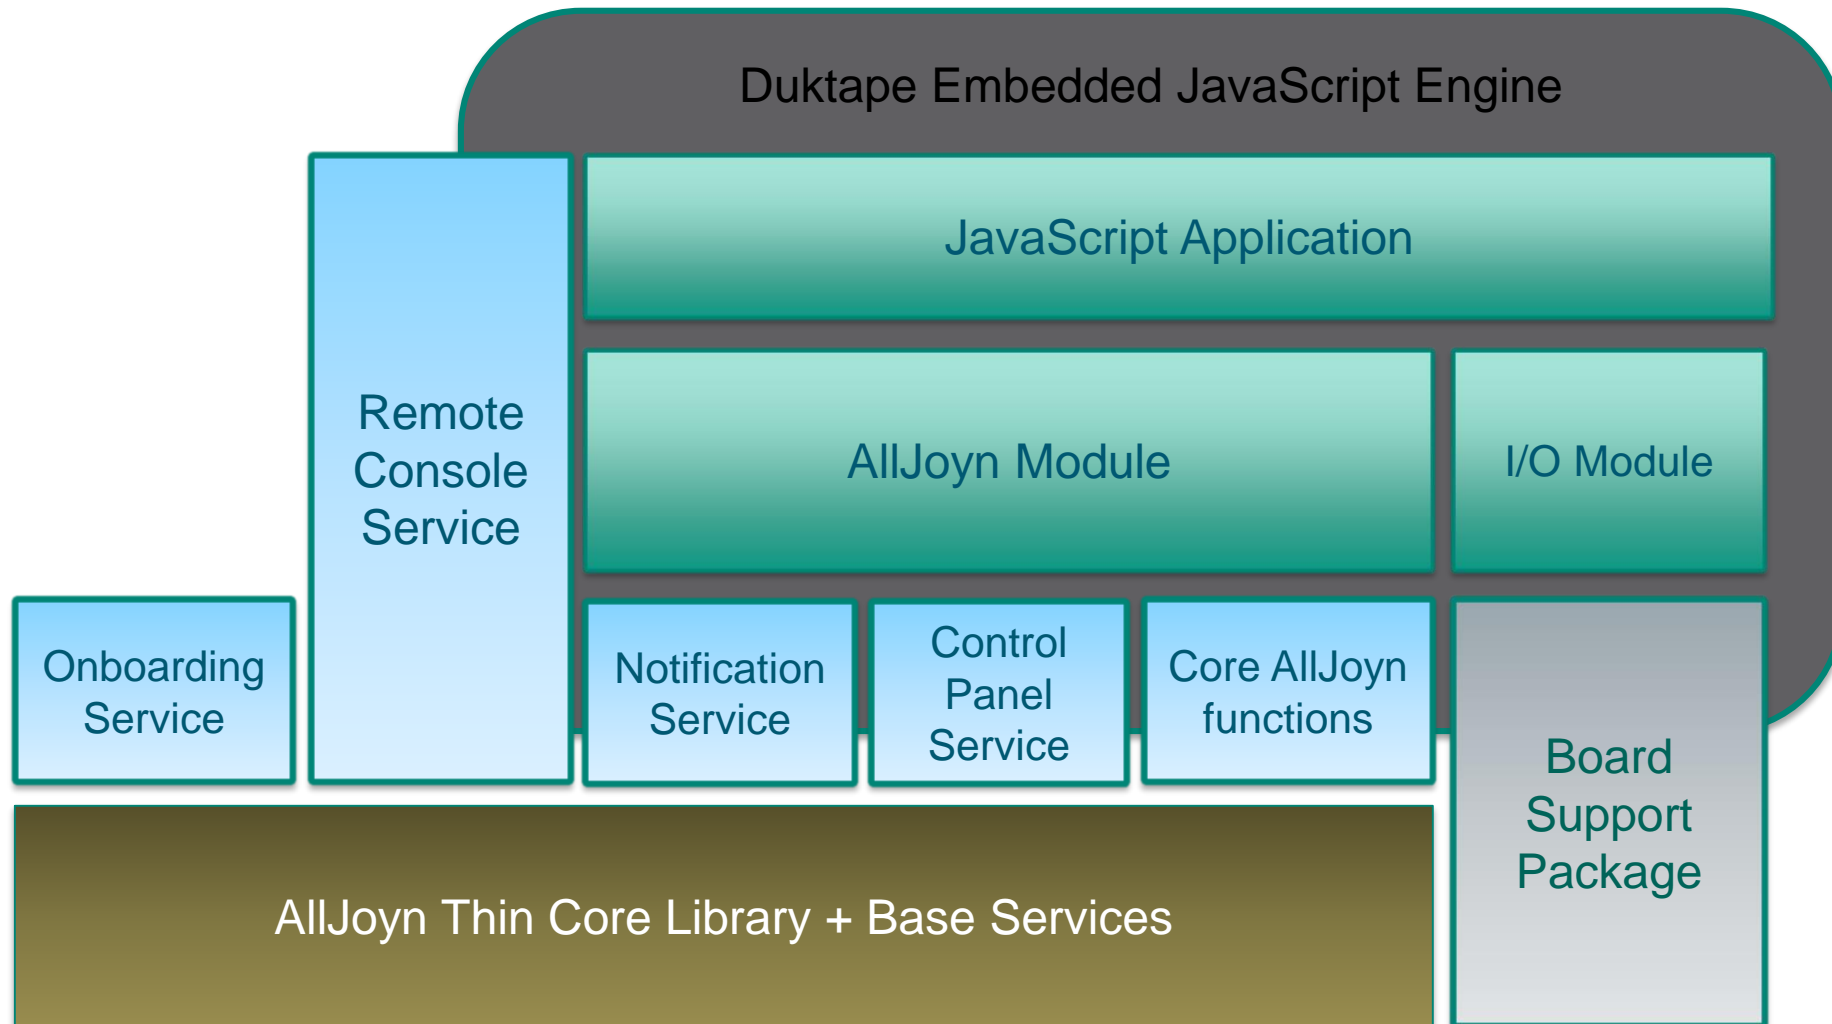 Duktape Embedded JavaScript Engine
JavaScript Application
Remote
Console
Service
AllJoyn Module
I/O Module
Onboarding
Service
Notification
Service
Control
Panel
Service
Core AllJoyn
functions
Board
Support
Package
AllJoyn Thin Core Library + Base Services